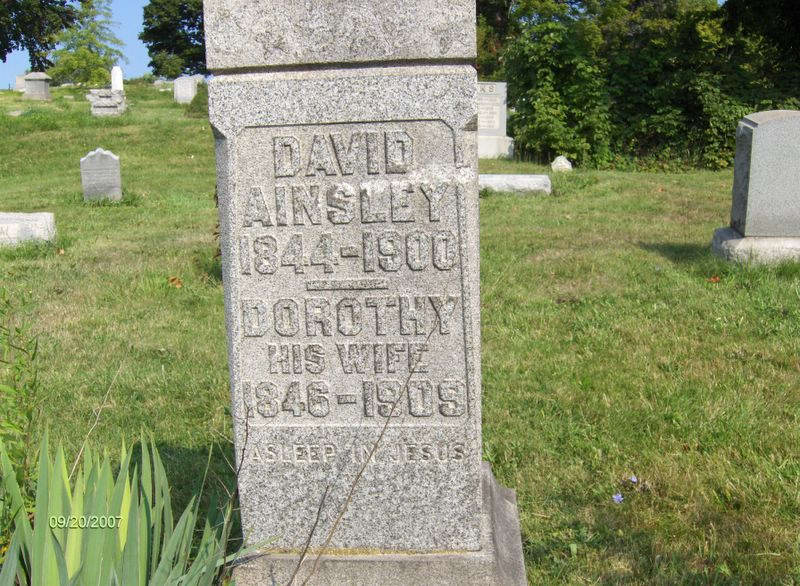 DAVID
AINSLEY
1844-1900
DOROTHY
HIS WIFE
1846-1909
ASLEEP IN JESUS
09/20/2007